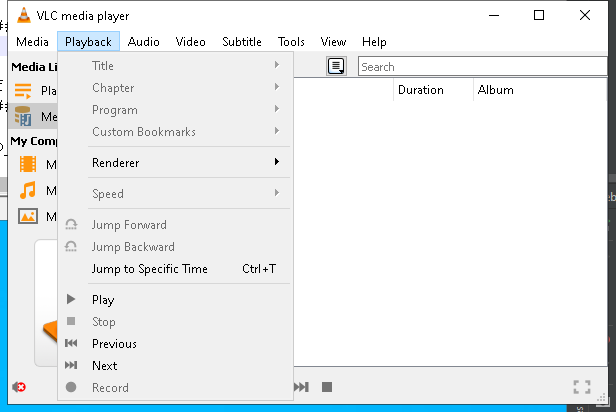 VLC media player
Media Playback Audio Video Subtitle Tools View Help
Media Li
Pla
Me
My Comp
M
M
M
Title
Chapter
Program
Custom Bookmarks
Renderer
Speed
Jump Forward
Jump Backward
Jump to Specific Time Ctrl+T
Play
Stop
Previous
Next
Record
Search
Duration Album